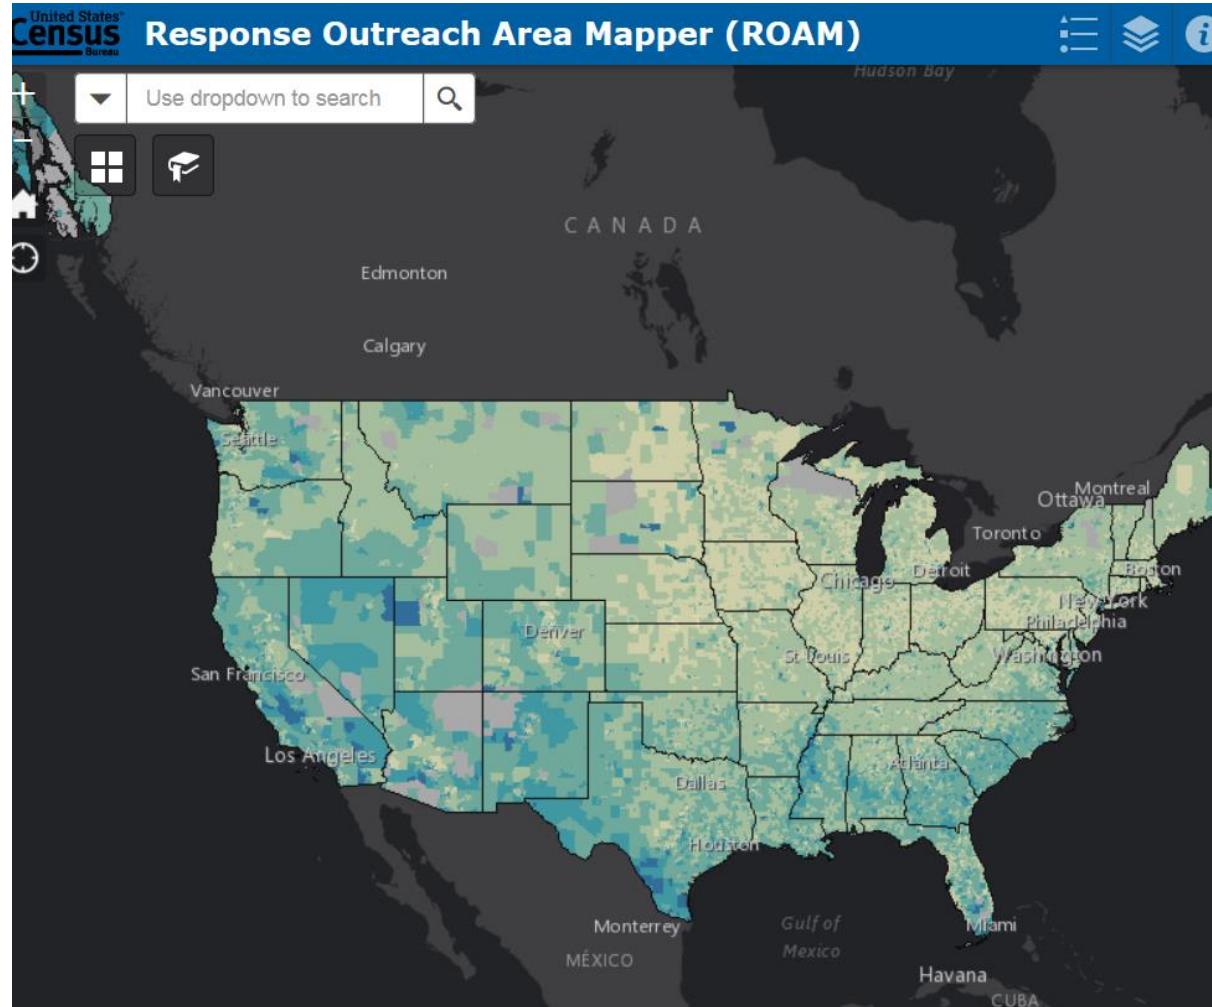 United States®
Census
Bureau
Response Outreach Area Mapper (ROAM)
Hudson Bay
Use dropdown to search
CANADA
Edmonton
Calgary
Vancouver
Seattle
Ottawa
Montreal
Toronto
Chicago
Detroit
Boston
New York
Philadelphia
Denver
St Louis
Washington
San Francisco
Los Angeles
Atlanta
Dallas
Houston
Monterrey
Gulf of
Mexico
Miami
MÉXICO
Havana
CUBA